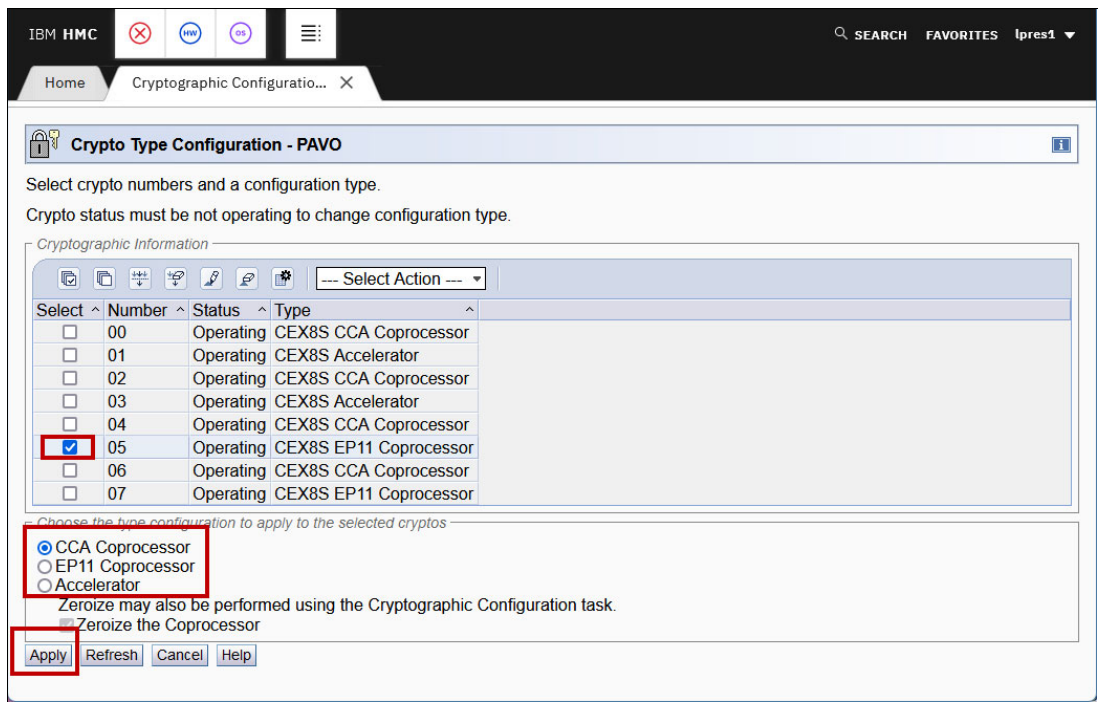 IBM HMC HW OS SEARCH FAVORITES lpres1
Home Cryptographic Configuratio...
Crypto Type Configuration - PAVO
Select crypto numbers and a configuration type.
Crypto status must be not operating to change configuration type.
Cryptographic Information
--- Select Action ---
Select Number Status Type
00 Operating CEX8S CCA Coprocessor
01 Operating CEX8S Accelerator
02 Operating CEX8S CCA Coprocessor
03 Operating CEX8S Accelerator
04 Operating CEX8S CCA Coprocessor
05 Operating CEX8S EP11 Coprocessor
06 Operating CEX8S CCA Coprocessor
07 Operating CEX8S EP11 Coprocessor
Choose the type configuration to apply to the selected cryptos
CCA Coprocessor
EP11 Coprocessor
Accelerator
Zeroize may also be performed using the Cryptographic Configuration task.
Zeroize the Coprocessor
Apply Refresh Cancel Help